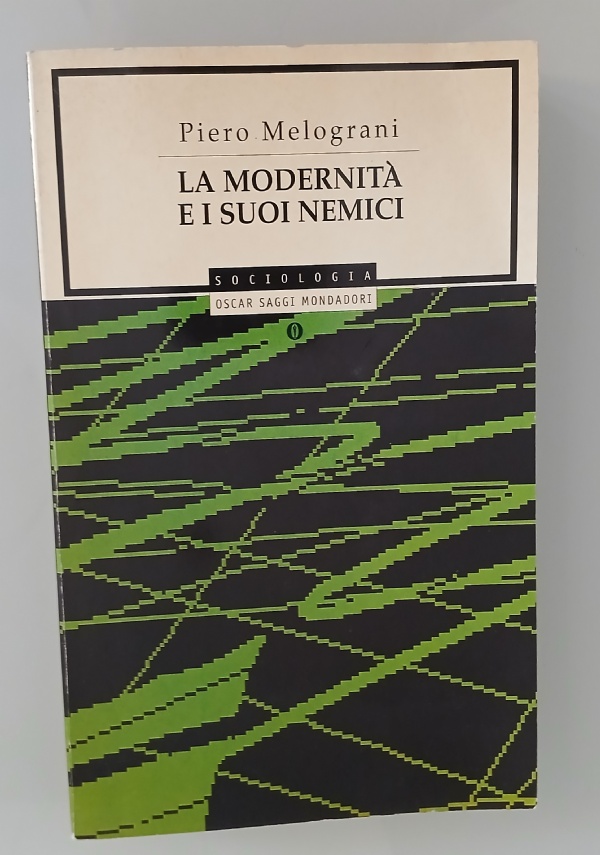 Piero Melograni
LA MODERNITÀ
E I SUOI NEMICI
SOCIOLOGIA
OSCAR SAGGI MONDADORI